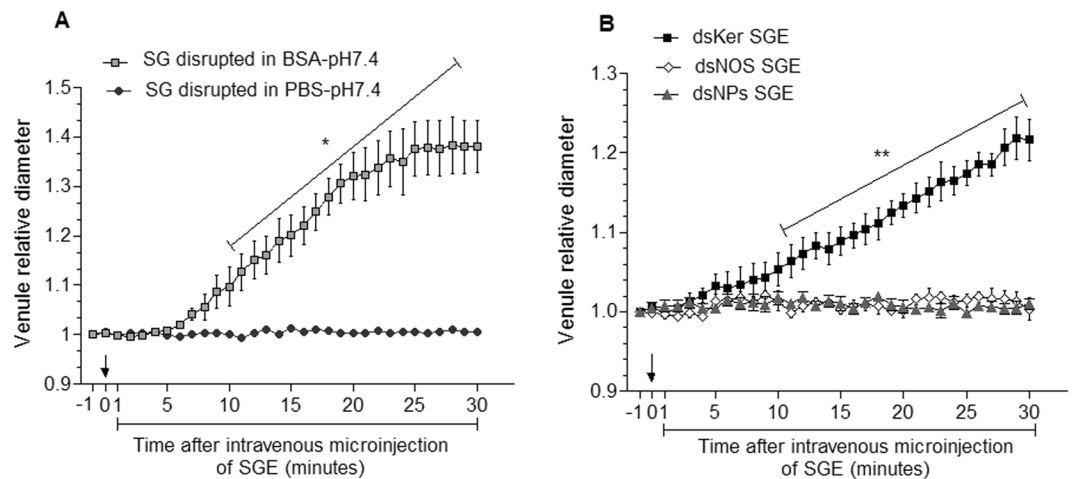 A
SG disrupted in BSA-pH7.4
SG disrupted in PBS-pH7.4
Venule relative diameter
1.5
1.4
1.3
1.2
1.1
1
0.9
*
-1 0 1 5 10 15 20 25 30
Time after intravenous microinjection
of SGE (minutes)
B
dsKer SGE
dsNOS SGE
dsNPs SGE
Venule relative diameter
1.3
1.2
1.1
1.0
0.9
**
-1 0 1 5 10 15 20 25 30
Time after intravenous microinjection
of SGE (minutes)